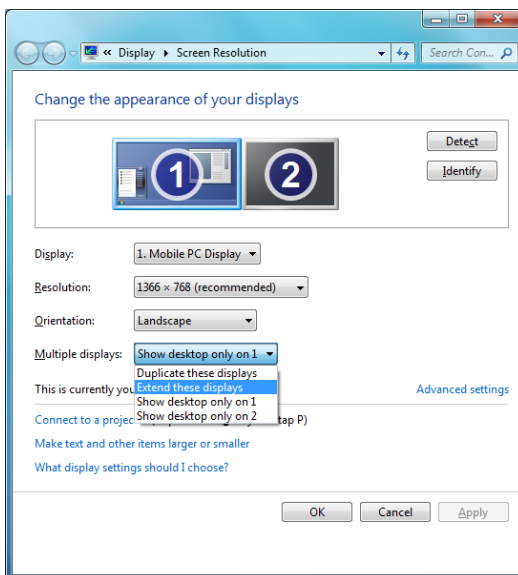 « Display ▸ Screen Resolution
Search Con...
Change the appearance of your displays
1
2
Detect
Identify
Display:
1. Mobile PC Display
Resolution:
1366 × 768 (recommended)
Orientation:
Landscape
Multiple displays:
Show desktop only on 1
Duplicate these displays
This is currently you
Extend these displays
Advanced settings
Show desktop only on 1
Connect to a projec
tap P)
Show desktop only on 2
Make text and other items larger or smaller
What display settings should I choose?
OK
Cancel
Apply